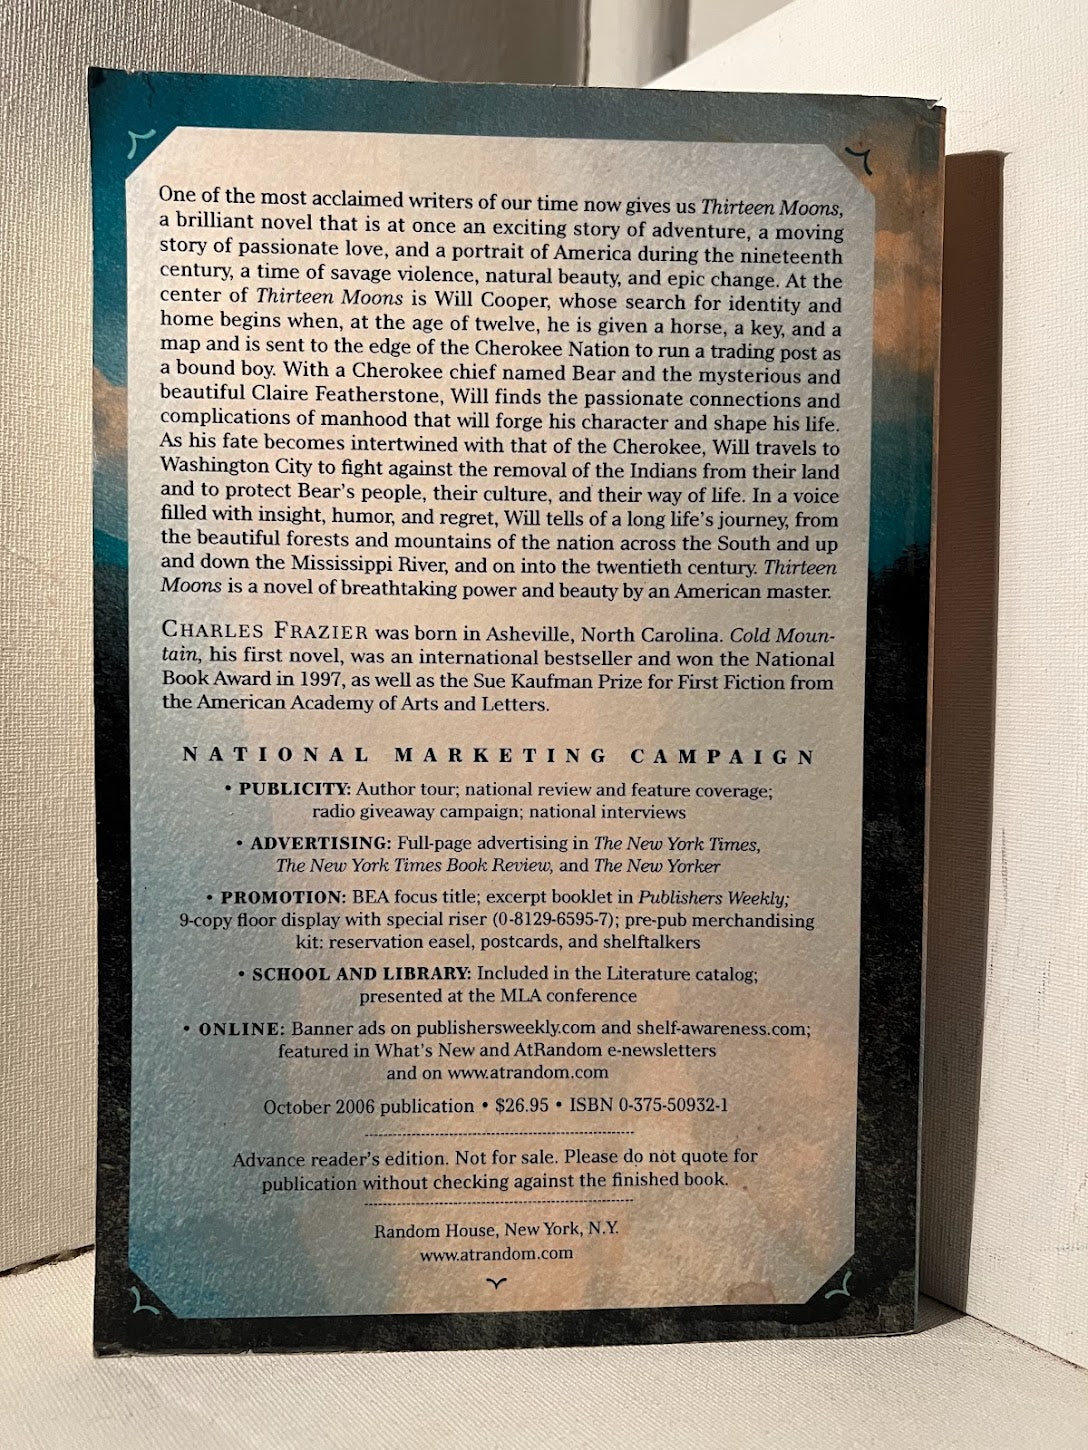 One of the most acclaimed writers of our time now gives us Thirteen Moons,
a brilliant novel that is at once an exciting story of adventure, a moving
story of passionate love, and a portrait of America during the nineteenth
century, a time of savage violence, natural beauty, and epic change. At the
center of Thirteen Moons is Will Cooper, whose search for identity and
home begins when, at the age of twelve, he is given a horse, a key, and a
map and is sent to the edge of the Cherokee Nation to run a trading post as
a bound boy. With a Cherokee chief named Bear and the mysterious and
beautiful Claire Featherstone, Will finds the passionate connections and
complications of manhood that will forge his character and shape his life.
As his fate becomes intertwined with that of the Cherokee, Will travels to
Washington City to fight against the removal of the Indians from their land
and to protect Bear's people, their culture, and their way of life. In a voice
filled with insight, humor, and regret, Will tells of a long life's journey, from
the beautiful forests and mountains of the nation across the South and up
and down the Mississippi River, and on into the twentieth century. Thirteen
Moons is a novel of breathtaking power and beauty by an American master.
CHARLES FRAZIER was born in Asheville, North Carolina. Cold Moun-
tain, his first novel, was an international bestseller and won the National
Book Award in 1997, as well as the Sue Kaufman Prize for First Fiction from
the American Academy of Arts and Letters.
NATIONAL MARKETING CAMPAIGN
• PUBLICITY: Author tour; national review and feature coverage;
radio giveaway campaign; national interviews
• ADVERTISING: Full-page advertising in The New York Times,
The New York Times Book Review, and The New Yorker
• PROMOTION: BEA focus title; excerpt booklet in Publishers Weekly;
9-copy floor display with special riser (0-8129-6595-7); pre-pub merchandising
kit: reservation easel, postcards, and shelftalkers
• SCHOOL AND LIBRARY: Included in the Literature catalog;
presented at the MLA conference
• ONLINE: Banner ads on publishersweekly.com and shelf-awareness.com;
featured in What's New and AtRandom e-newsletters
and on www.atrandom.com
October 2006 publication • $26.95 • ISBN 0-375-50932-1
Advance reader's edition. Not for sale. Please do not quote for
publication without checking against the finished book.
Random House, New York, N.Y.
www.atrandom.com